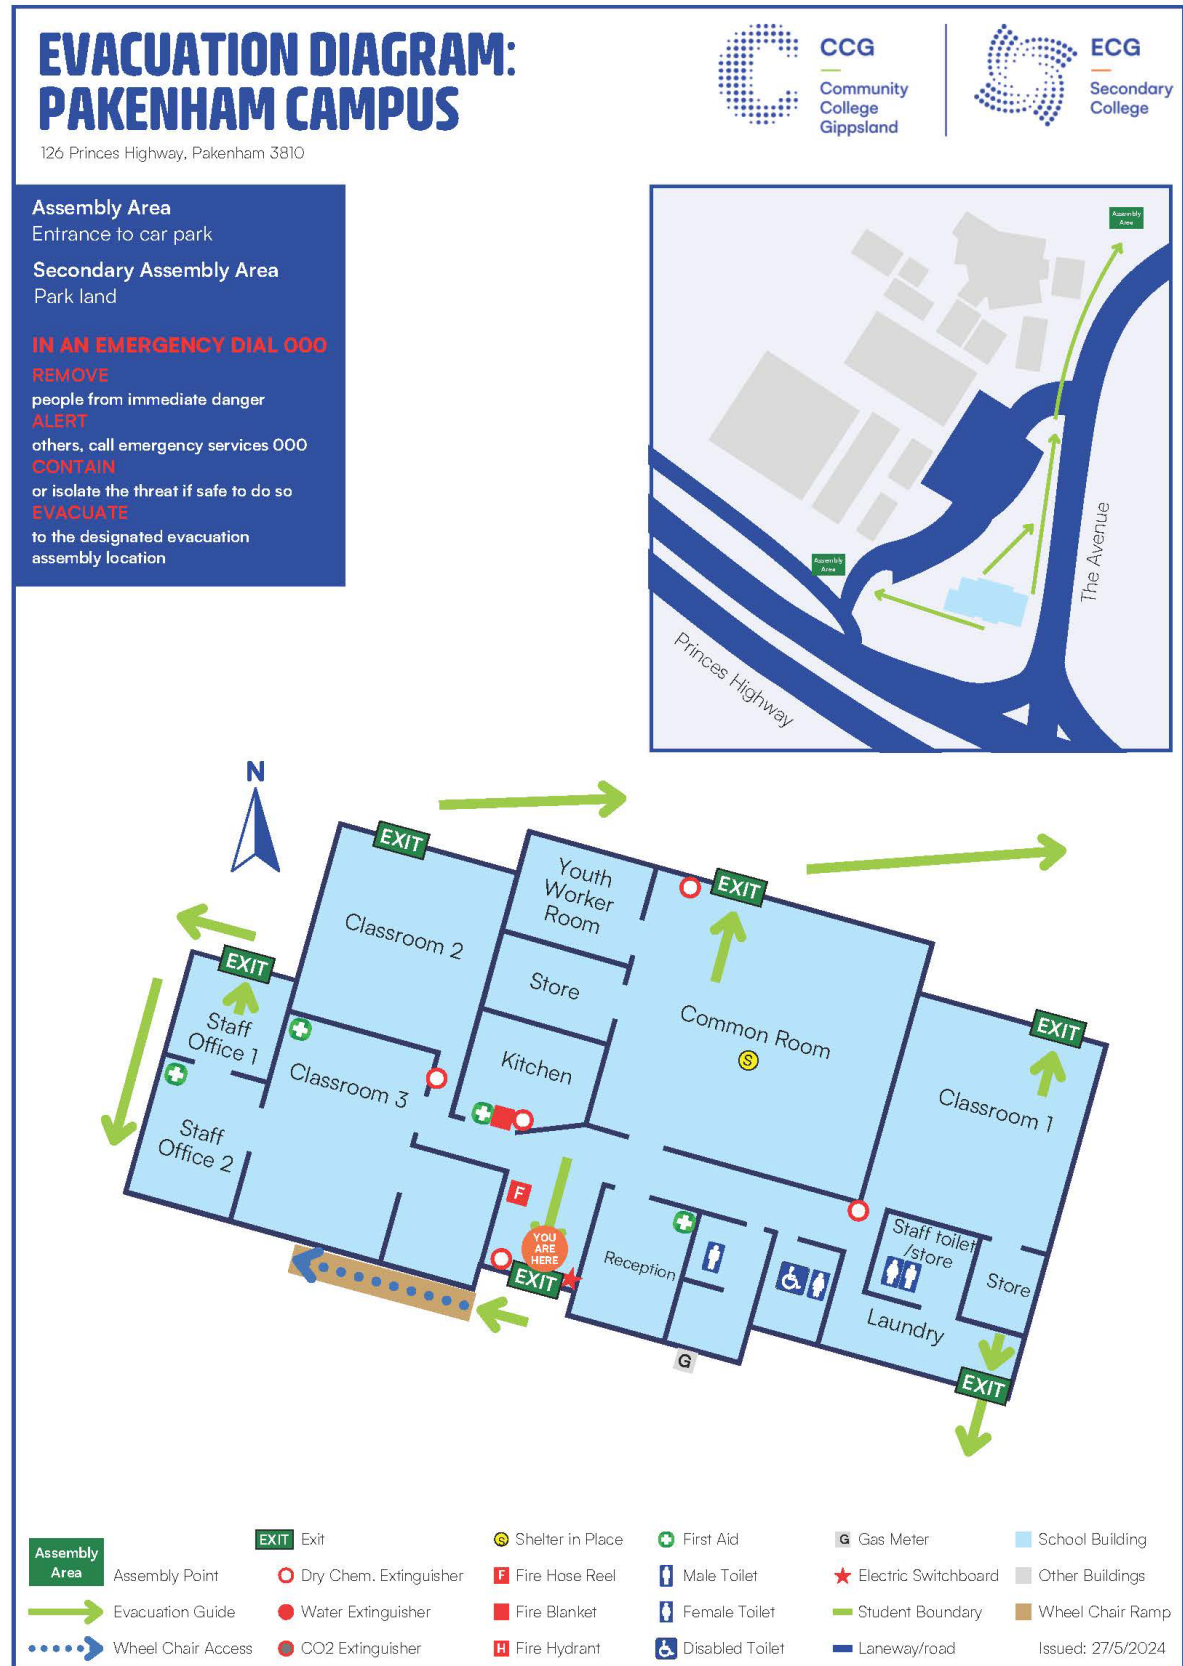 EVACUATION DIAGRAM:
PAKENHAM CAMPUS
126 Princes Highway, Pakenham 3810
CCG
Community
College
Gippsland
ECG
Secondary
College
Assembly Area
Entrance to car park
Secondary Assembly Area
Park land
IN AN EMERGENCY DIAL 000
REMOVE
people from immediate danger
ALERT
others, call emergency services 000
CONTAIN
or isolate the threat if safe to do so
EVACUATE
to the designated evacuation
assembly location
Assembly
Area
Assembly
Area
The Avenue
Princes Highway
N
EXIT
Youth
Worker
Room
EXIT
Classroom 2
EXIT
Store
Staff
Office 1
Common Room
S
EXIT
Kitchen
Classroom 3
Classroom 1
Staff
Office 2
F
YOU
ARE
HERE
EXIT
Reception
Staff toilet
/store
Store
Laundry
G
EXIT
Assembly
Area
Assembly Point
Evacuation Guide
Wheel Chair Access
EXIT Exit
Dry Chem. Extinguisher
Water Extinguisher
CO2 Extinguisher
S Shelter in Place
F Fire Hose Reel
Fire Blanket
H Fire Hydrant
First Aid
Male Toilet
Female Toilet
Disabled Toilet
G Gas Meter
Electric Switchboard
Student Boundary
Laneway/road
School Building
Other Buildings
Wheel Chair Ramp
Issued: 27/5/2024